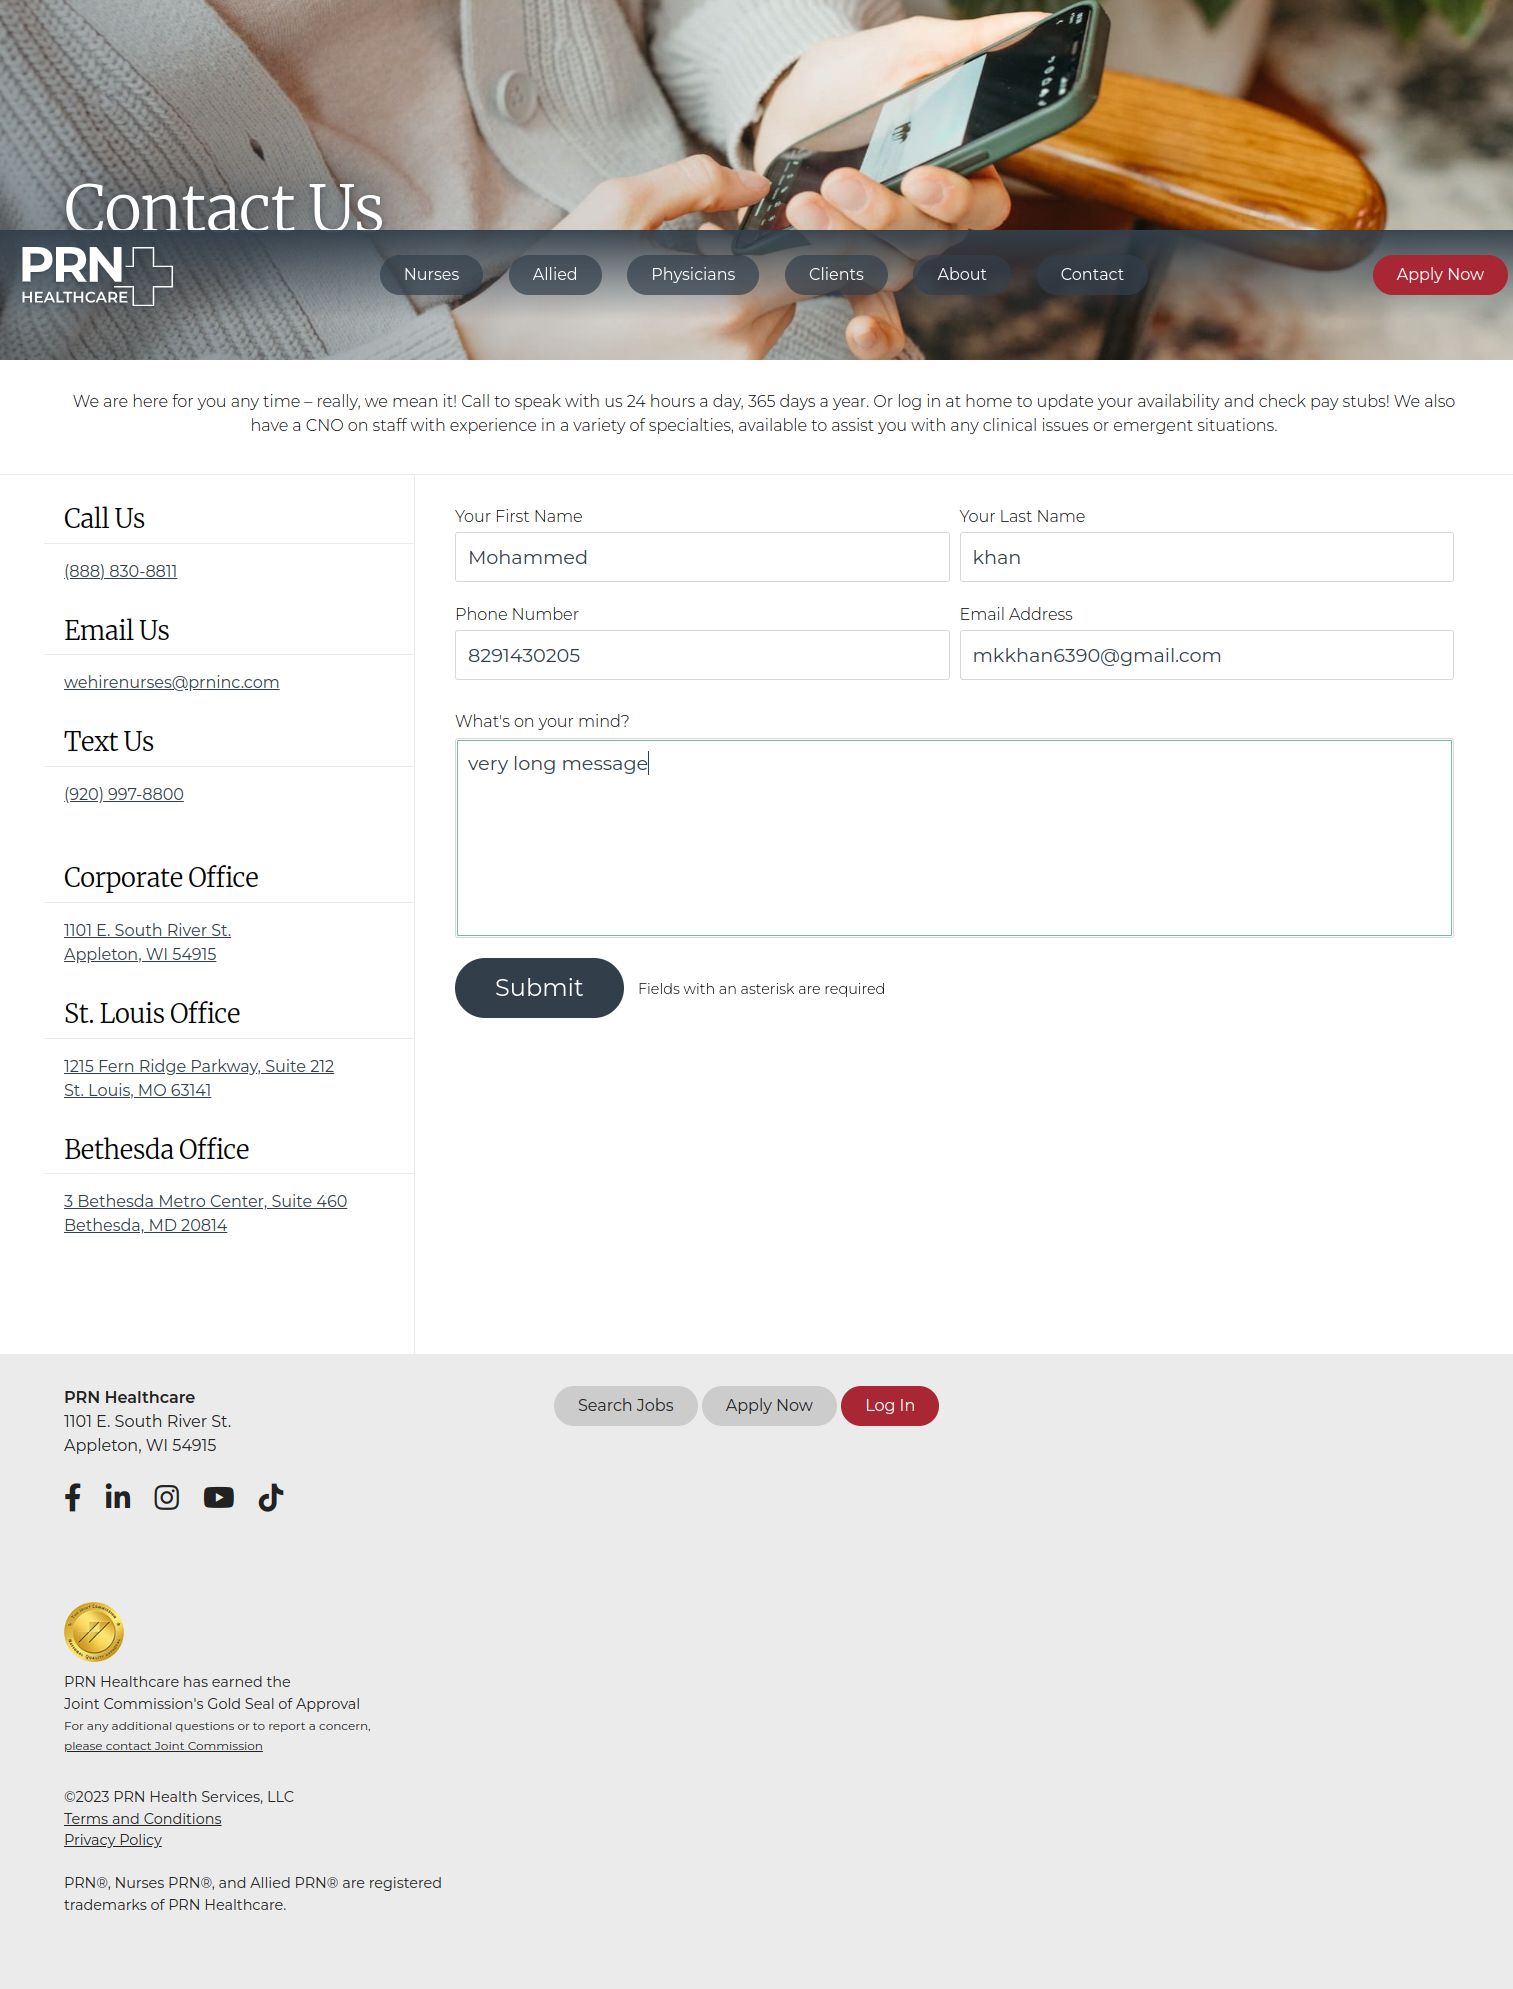 Contact Us
PRN
HEALTHCARE
Nurses
Allied
Physicians
Clients
About
Contact
Apply Now
We are here for you any time – really, we mean it! Call to speak with us 24 hours a day, 365 days a year. Or log in at home to update your availability and check pay stubs! We also
have a CNO on staff with experience in a variety of specialties, available to assist you with any clinical issues or emergent situations.
Call Us
(888) 830-8811
Email Us
wehirenurses@prninc.com
Text Us
(920) 997-8800
Corporate Office
1101 E. South River St.
Appleton, WI 54915
St. Louis Office
1215 Fern Ridge Parkway, Suite 212
St. Louis, MO 63141
Bethesda Office
3 Bethesda Metro Center, Suite 460
Bethesda, MD 20814
Your First Name
Mohammed
Your Last Name
khan
Phone Number
8291430205
Email Address
mkkhan6390@gmail.com
What's on your mind?
very long message
Submit
Fields with an asterisk are required
PRN Healthcare
1101 E. South River St.
Appleton, WI 54915
Search Jobs
Apply Now
Log In
PRN Healthcare has earned the
Joint Commission's Gold Seal of Approval
For any additional questions or to report a concern,
please contact Joint Commission
©2023 PRN Health Services, LLC
Terms and Conditions
Privacy Policy
PRN®, Nurses PRN®, and Allied PRN® are registered
trademarks of PRN Healthcare.